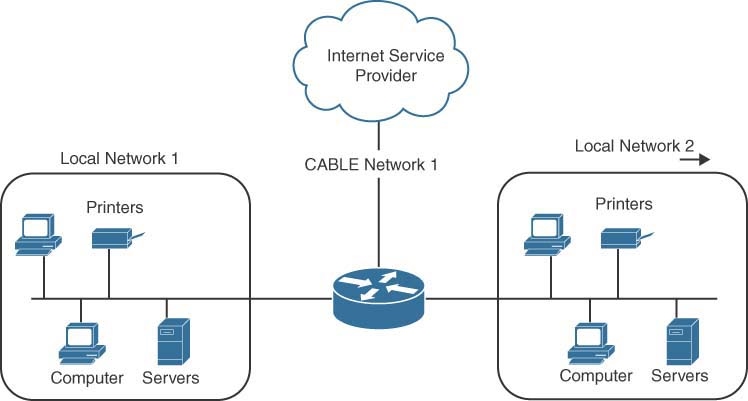 Internet Service
Provider
Local Network 1
CABLE Network 1
Local Network 2
Printers
Printers
Computer
Servers
Computer
Servers